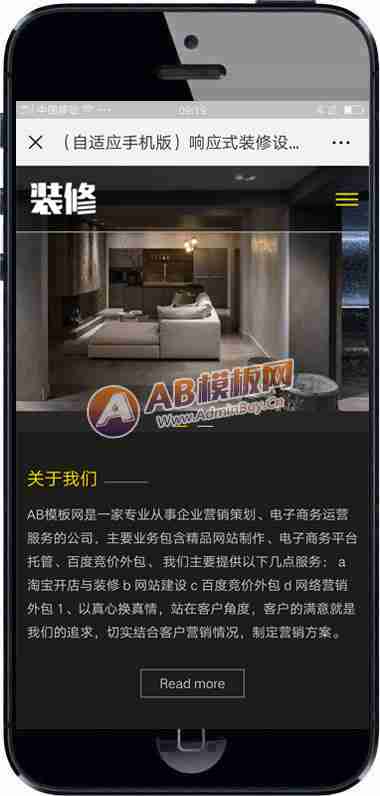 中国移动
09:19
（自适应手机版）响应式装修设...
装修
AB模板网
Www.AdminBuy.Cn
关于我们
AB模板网是一家专业从事企业营销策划、电子商务运营
服务的公司，主要业务包含精品网站制作、电子商务平台
托管、百度竞价外包、 我们主要提供以下几点服务： a
淘宝开店与装修 b 网站建设 c 百度竞价外包 d 网络营销
外包 1、以真心换真情，站在客户角度，客户的满意就是
我们的追求，切实结合客户营销情况，制定营销方案。
Read more